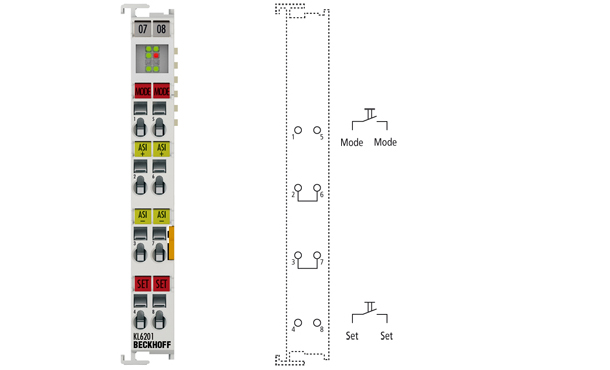 07 08
MODE MODE
1 5
ASI ASI
+ +
2 6
ASI ASI
– –
3 7
SET SET
4 8
KL6201
BECKHOFF
1 5
Mode Mode
2 6
3 7
4 8
Set Set